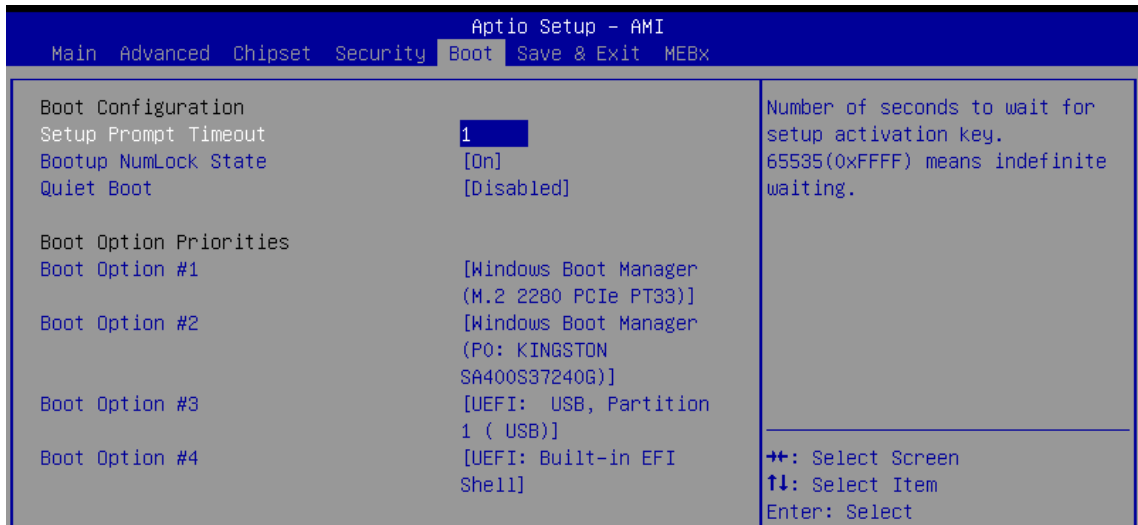 Aptio Setup – AMI
Main Advanced Chipset Security Boot Save & Exit MEBx
Boot Configuration
Setup Prompt Timeout 1
Bootup NumLock State [On]
Quiet Boot [Disabled]
Boot Option Priorities
Boot Option #1 [Windows Boot Manager
(M.2 2280 PCIe PT33)]
Boot Option #2 [Windows Boot Manager
(P0: KINGSTON
SA400S37240G)]
Boot Option #3 [UEFI: USB, Partition
1 ( USB)]
Boot Option #4 [UEFI: Built-in EFI
Shell]
Number of seconds to wait for
setup activation key.
65535(0xFFFF) means indefinite
waiting.
→←: Select Screen
↑↓: Select Item
Enter: Select